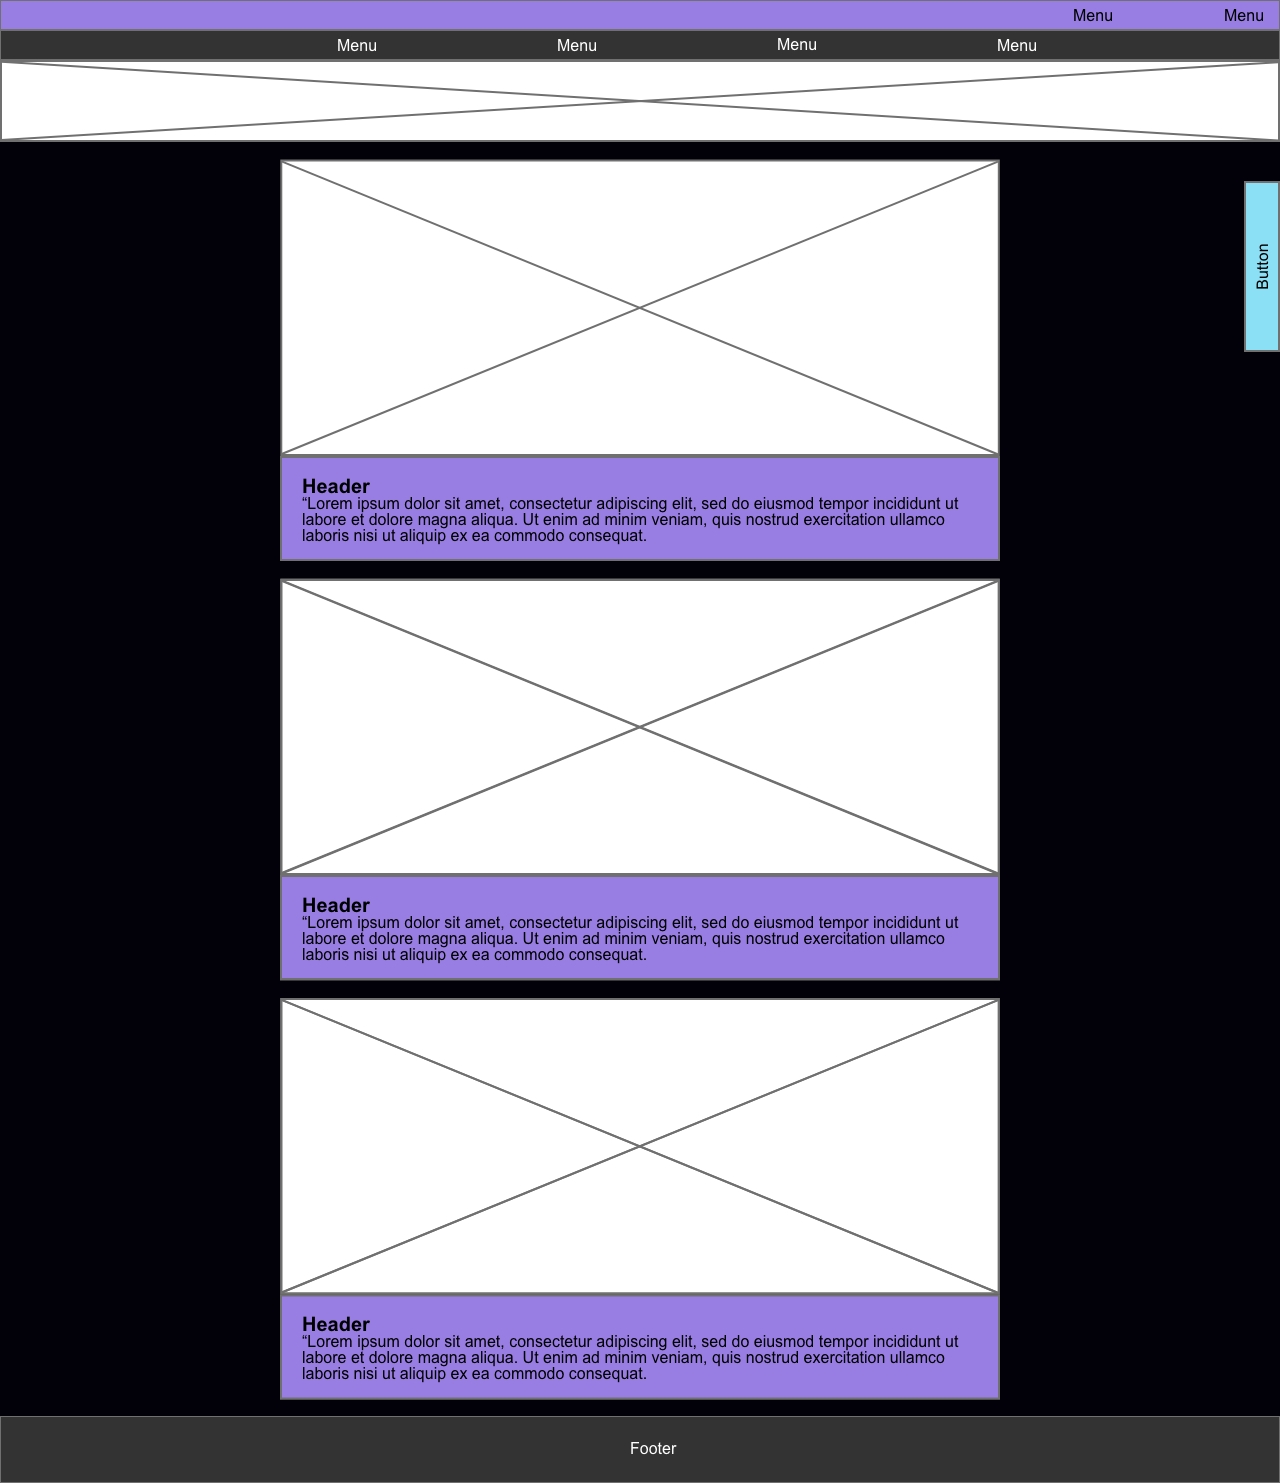 Menu Menu
Menu Menu Menu Menu
Button
Header
“Lorem ipsum dolor sit amet, consectetur adipiscing elit, sed do eiusmod tempor incididunt ut
labore et dolore magna aliqua. Ut enim ad minim veniam, quis nostrud exercitation ullamco
laboris nisi ut aliquip ex ea commodo consequat.
Header
“Lorem ipsum dolor sit amet, consectetur adipiscing elit, sed do eiusmod tempor incididunt ut
labore et dolore magna aliqua. Ut enim ad minim veniam, quis nostrud exercitation ullamco
laboris nisi ut aliquip ex ea commodo consequat.
Header
“Lorem ipsum dolor sit amet, consectetur adipiscing elit, sed do eiusmod tempor incididunt ut
labore et dolore magna aliqua. Ut enim ad minim veniam, quis nostrud exercitation ullamco
laboris nisi ut aliquip ex ea commodo consequat.
Footer